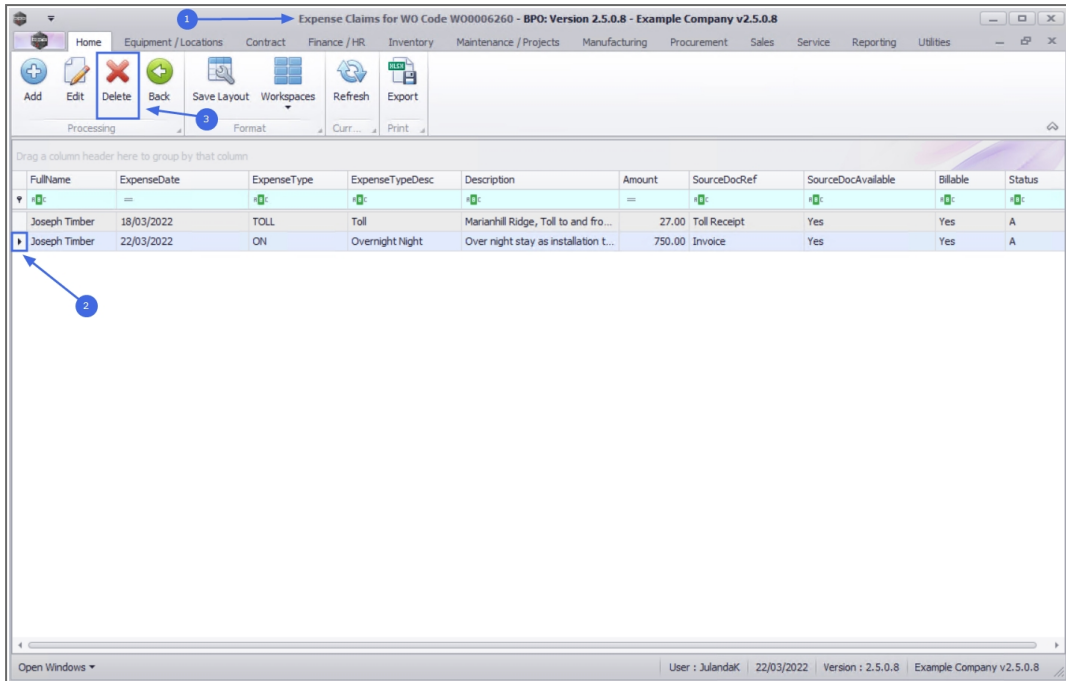 1 Expense Claims for WO Code WO0006260 - BPO: Version 2.5.0.8 - Example Company v2.5.0.8
Home Equipment / Locations Contract Finance / HR Inventory Maintenance / Projects Manufacturing Procurement Sales Service Reporting Utilities
Add Edit Delete Back Save Layout Workspaces Refresh Export
3
Processing Format Curr... Print
Drag a column header here to group by that column
FullName ExpenseDate ExpenseType ExpenseTypeDesc Description Amount SourceDocRef SourceDocAvailable Billable Status
Joseph Timber 18/03/2022 TOLL Toll Marianhill Ridge, Toll to and fro... 27.00 Toll Receipt Yes Yes A
Joseph Timber 22/03/2022 ON Overnight Night Over night stay as installation t... 750.00 Invoice Yes Yes A
2
Open Windows User : JulandaK 22/03/2022 Version : 2.5.0.8 Example Company v2.5.0.8